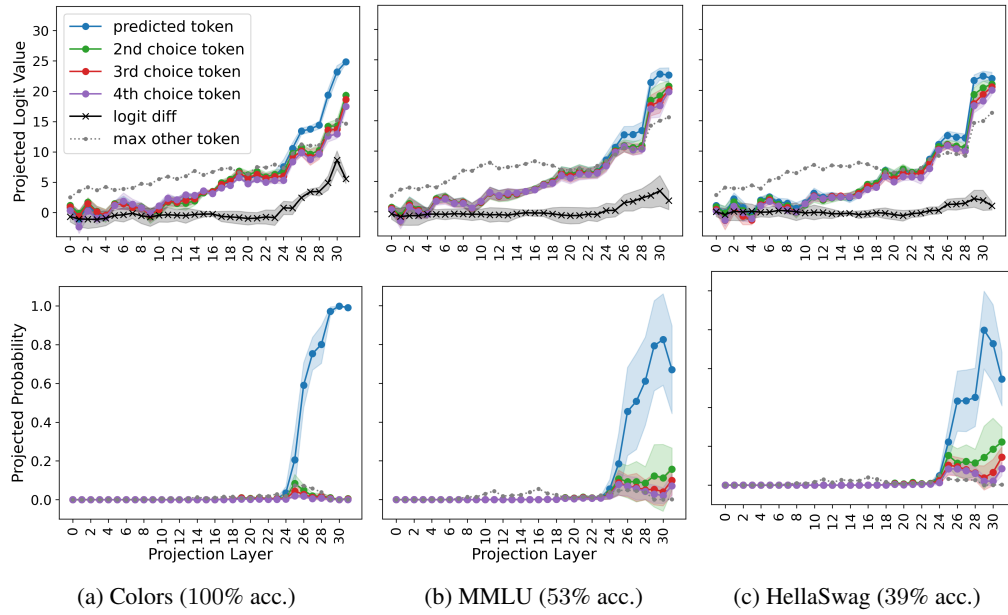 Projected Logit Value
30
25
20
15
10
5
0
predicted token
2nd choice token
3rd choice token
4th choice token
logit diff
max other token
0 2 4 6 8 10 12 14 16 18 20 22 24 26 28 30
0 2 4 6 8 10 12 14 16 18 20 22 24 26 28 30
0 2 4 6 8 10 12 14 16 18 20 22 24 26 28 30
Projected Probability
1.0
0.8
0.6
0.4
0.2
0.0
0 2 4 6 8 10 12 14 16 18 20 22 24 26 28 30
0 2 4 6 8 10 12 14 16 18 20 22 24 26 28 30
0 2 4 6 8 10 12 14 16 18 20 22 24 26 28 30
Projection Layer
Projection Layer
(a) Colors (100% acc.)
(b) MMLU (53% acc.)
(c) HellaSwag (39% acc.)